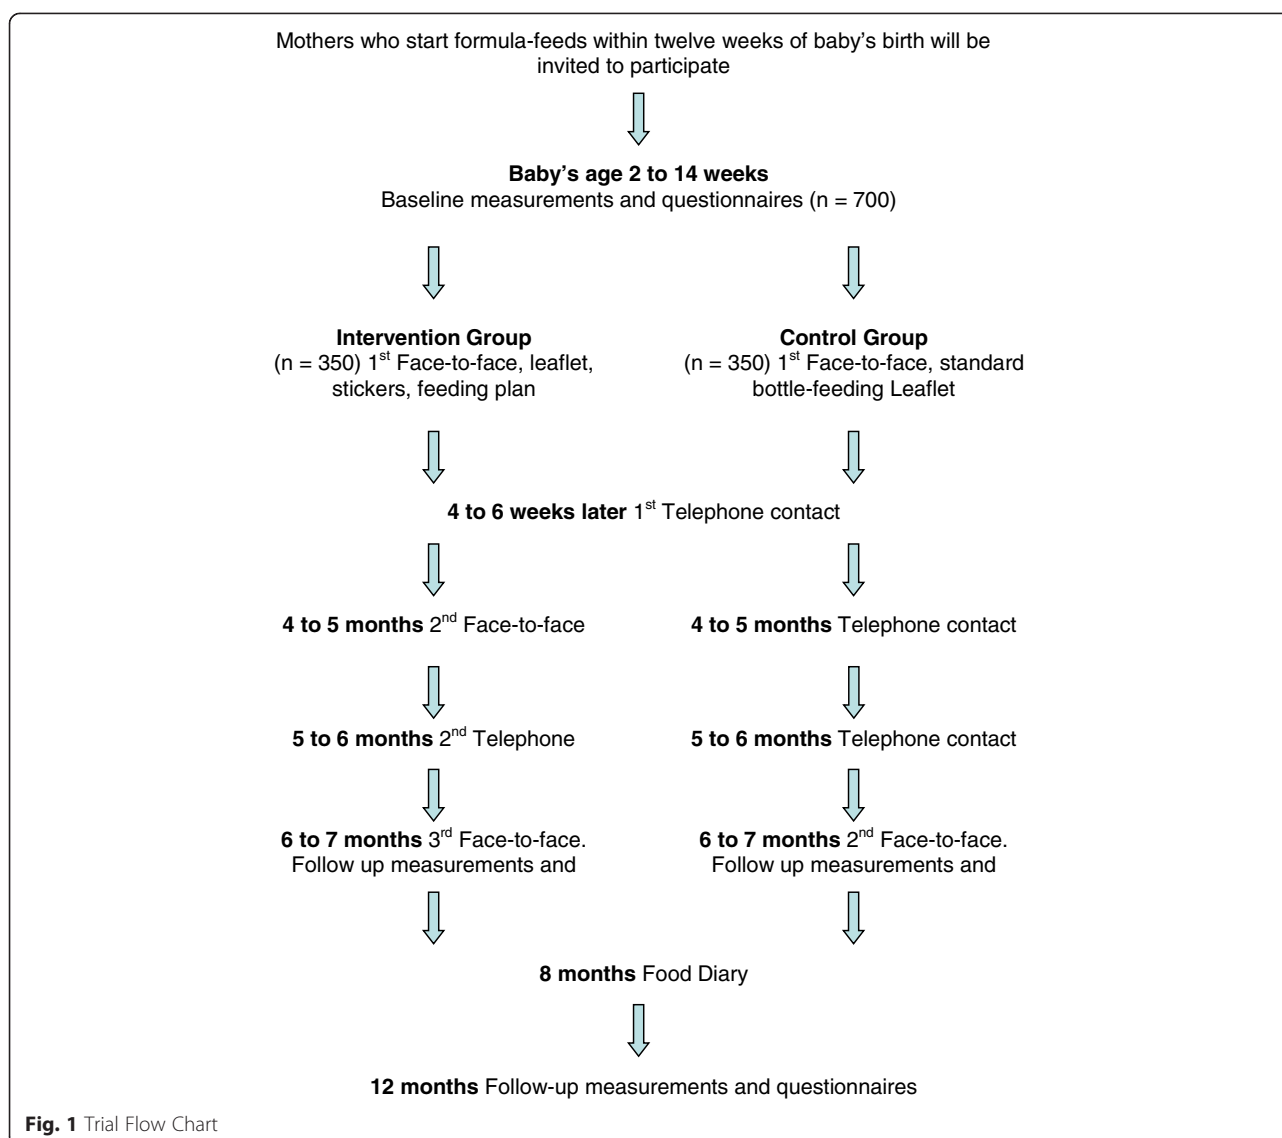 Mothers who start formula-feeds within twelve weeks of baby's birth will be
invited to participate
Baby's age 2 to 14 weeks
Baseline measurements and questionnaires (n = 700)
Intervention Group
(n = 350) 1st Face-to-face, leaflet,
stickers, feeding plan
Control Group
(n = 350) 1st Face-to-face, standard
bottle-feeding Leaflet
4 to 6 weeks later 1st Telephone contact
4 to 5 months 2nd Face-to-face
4 to 5 months Telephone contact
5 to 6 months 2nd Telephone
5 to 6 months Telephone contact
6 to 7 months 3rd Face-to-face.
Follow up measurements and
6 to 7 months 2nd Face-to-face.
Follow up measurements and
8 months Food Diary
12 months Follow-up measurements and questionnaires
Fig. 1 Trial Flow Chart